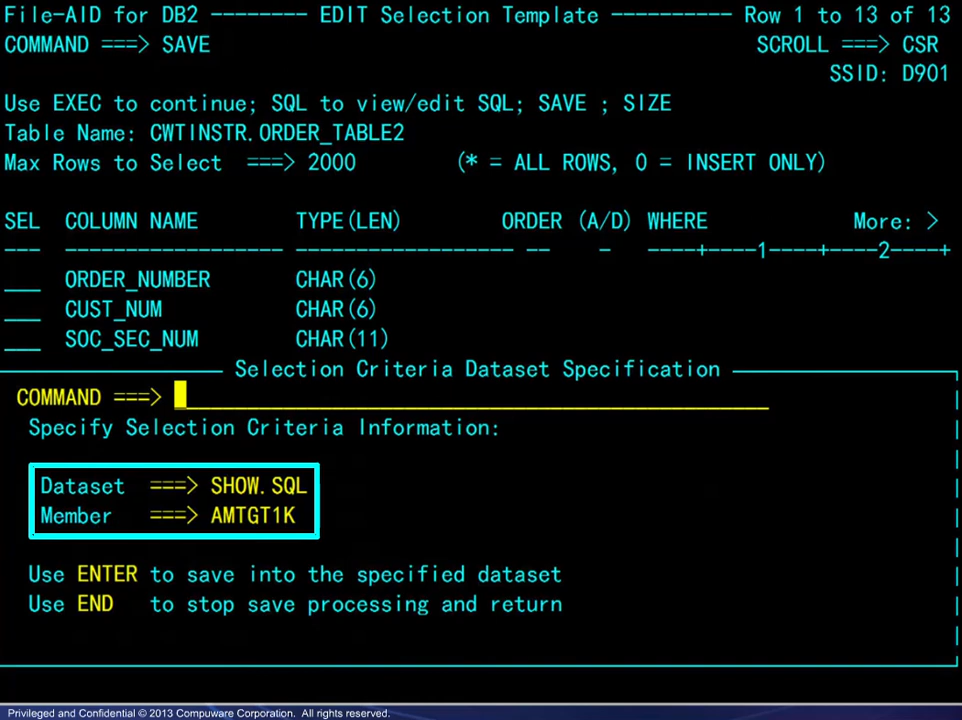 File-AID for DB2 -------- EDIT Selection Template ---------- Row 1 to 13 of 13
COMMAND ===> SAVE SCROLL ===> CSR
SSID: D901
Use EXEC to continue; SQL to view/edit SQL; SAVE ; SIZE
Table Name: CWTINSTR.ORDER_TABLE2
Max Rows to Select ===> 2000 (* = ALL ROWS, 0 = INSERT ONLY)
SEL COLUMN NAME TYPE(LEN) ORDER (A/D) WHERE More: >
--- ------------------ -------------------- -- - ----+----1----+----2----+
___ ORDER_NUMBER CHAR(6)
___ CUST_NUM CHAR(6)
___ SOC_SEC_NUM CHAR(11)
Selection Criteria Dataset Specification
COMMAND ===>
Specify Selection Criteria Information:
Dataset ===> SHOW.SQL
Member ===> AMTGT1K
Use ENTER to save into the specified dataset
Use END to stop save processing and return
Privileged and Confidential © 2013 Compuware Corporation. All rights reserved.